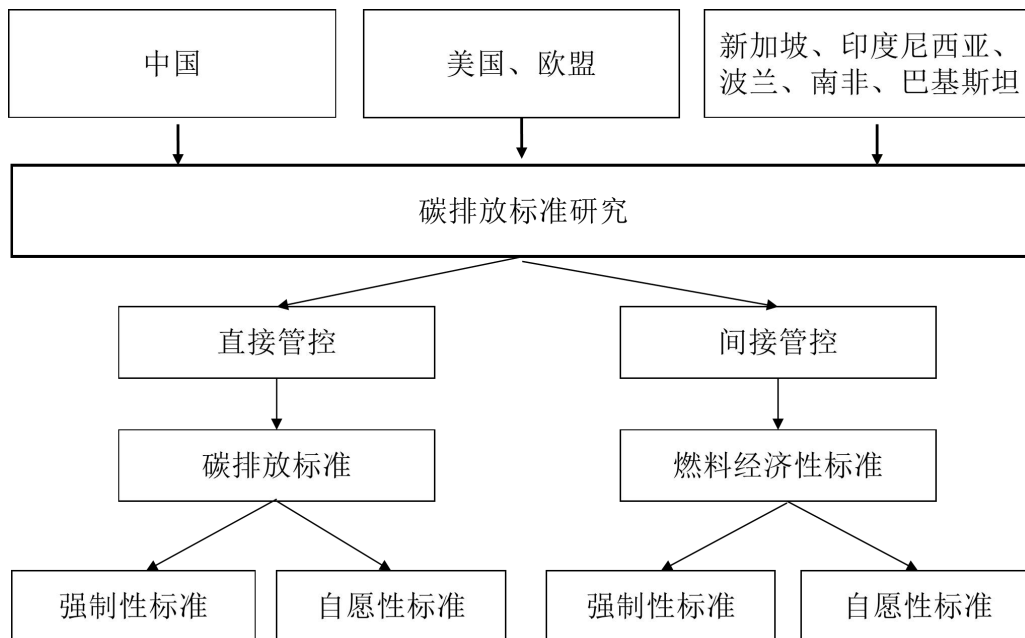 中国
美国、欧盟
新加坡、印度尼西亚、
波兰、南非、巴基斯坦
碳排放标准研究
直接管控
间接管控
碳排放标准
燃料经济性标准
强制性标准
自愿性标准
强制性标准
自愿性标准